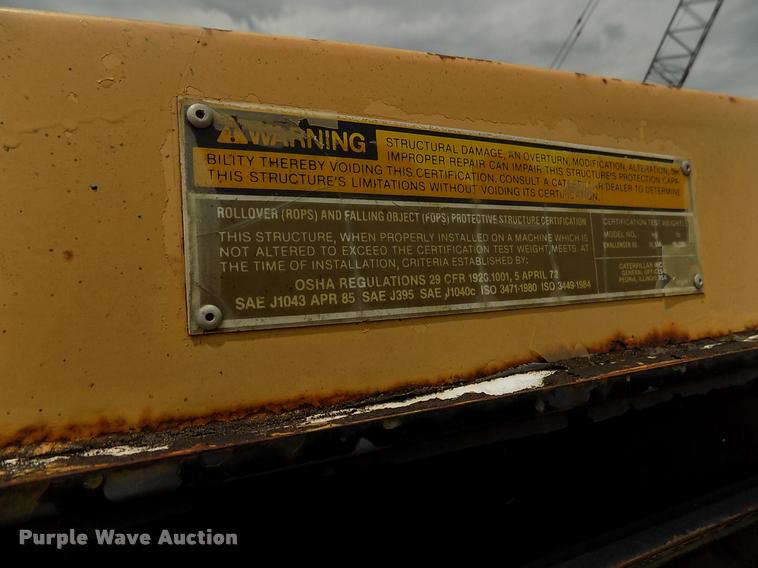 WARNING STRUCTURAL DAMAGE, AN OVERTURN, MODIFICATION, ALTERATION, OR
IMPROPER REPAIR CAN IMPAIR THIS STRUCTURE'S PROTECTION CAPA-
BILITY THEREBY VOIDING THIS CERTIFICATION. CONSULT A DEALER TO DETERMINE
THIS STRUCTURE'S LIMITATIONS WITHOUT VOIDING ITS CERTIFICATION.
ROLLOVER (ROPS) AND FALLING OBJECT (FOPS) PROTECTIVE STRUCTURE CERTIFICATION
THIS STRUCTURE, WHEN PROPERLY INSTALLED ON A MACHINE WHICH IS
NOT ALTERED TO EXCEED THE CERTIFICATION TEST WEIGHT, MEETS AT
THE TIME OF INSTALLATION, CRITERIA ESTABLISHED BY:
OSHA REGULATIONS 29 CFR 1926.1001, 5 APRIL 72
SAE J1043 APR 85 SAE J395 SAE J1040c ISO 3471-1980 ISO 3449-1984
CERTIFICATION TEST WEIGHT
MODEL NO.
CHALLENGER 65
CATERPILLAR INC.
GENERAL OFFICES
PEORIA, ILLINOIS, USA
Purple Wave Auction